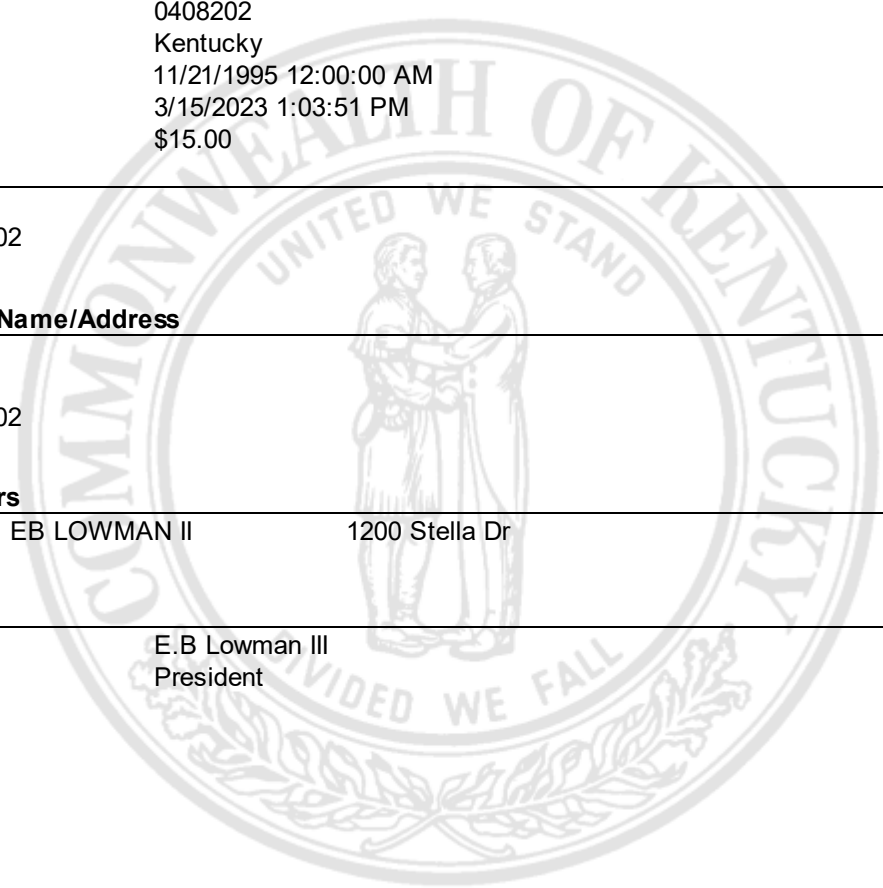 0408202
Kentucky
11/21/1995 12:00:00 AM
3/15/2023 1:03:51 PM
$15.00
02
Name/Address
02
rs
EB LOWMAN II 1200 Stella Dr
E.B Lowman III
President
COMMONWEALTH OF KENTUCKY
UNITED WE STAND
DIVIDED WE FALL